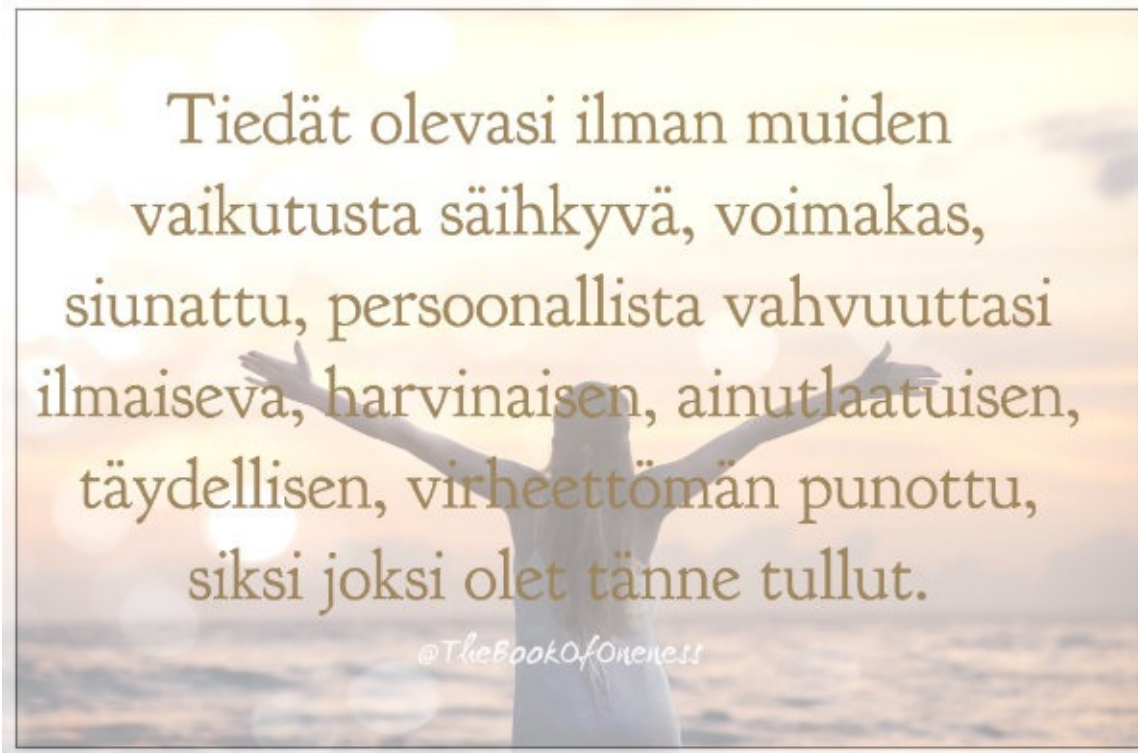 Tiedät olevasi ilman muiden
vaikutusta säihkyvä, voimakas,
siunattu, persoonallista vahvuuttasi
ilmaiseva, harvinaisen, ainutlaatuisen,
täydellisen, virheettömän punottu,
siksi joksi olet tänne tullut.
@TheBookOfOneness